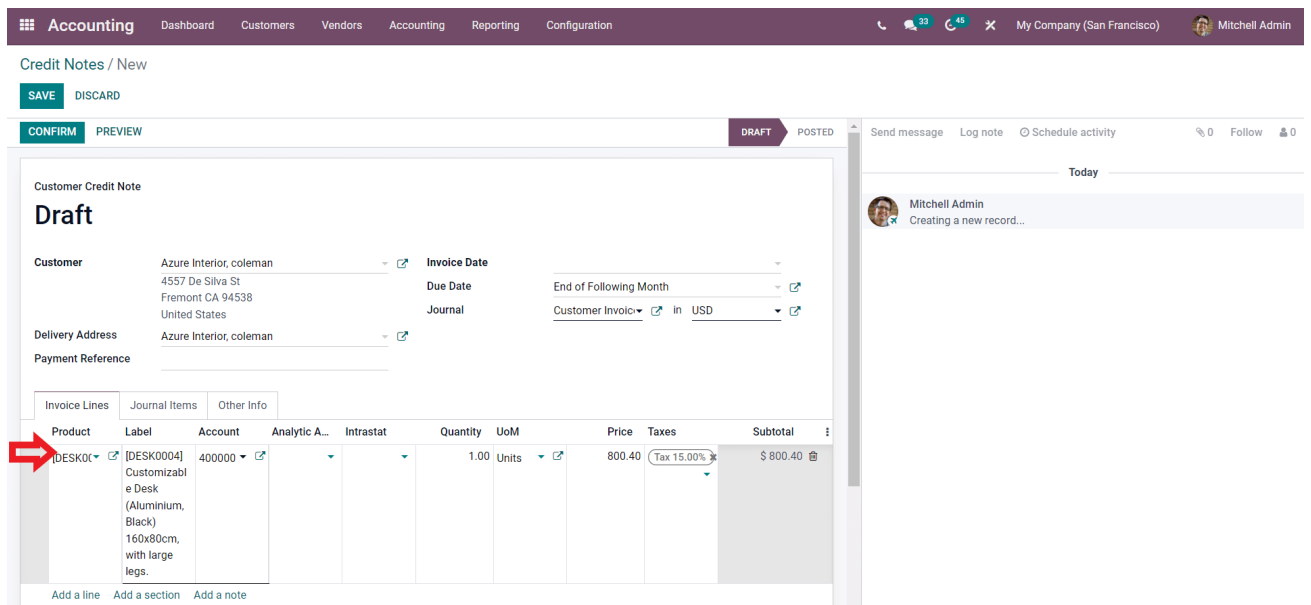 Accounting Dashboard Customers Vendors Accounting Reporting Configuration 33 45 My Company (San Francisco) Mitchell Admin
Credit Notes / New
SAVE DISCARD
CONFIRM PREVIEW DRAFT POSTED Send message Log note Schedule activity 0 Follow 0
Today
Customer Credit Note
Mitchell Admin
Draft
Creating a new record...
Customer Azure Interior, coleman Invoice Date
4557 De Silva St
Fremont CA 94538
United States
Due Date End of Following Month
Journal Customer Invoic in USD
Delivery Address Azure Interior, coleman
Payment Reference
Invoice Lines Journal Items Other Info
Product Label Account Analytic A... Intrastat Quantity UoM Price Taxes Subtotal
[DESK0( [DESK0004] 400000 1.00 Units 800.40 Tax 15.00% $ 800.40
Customizabl
e Desk
(Aluminium,
Black)
160x80cm,
with large
legs.
Add a line Add a section Add a note